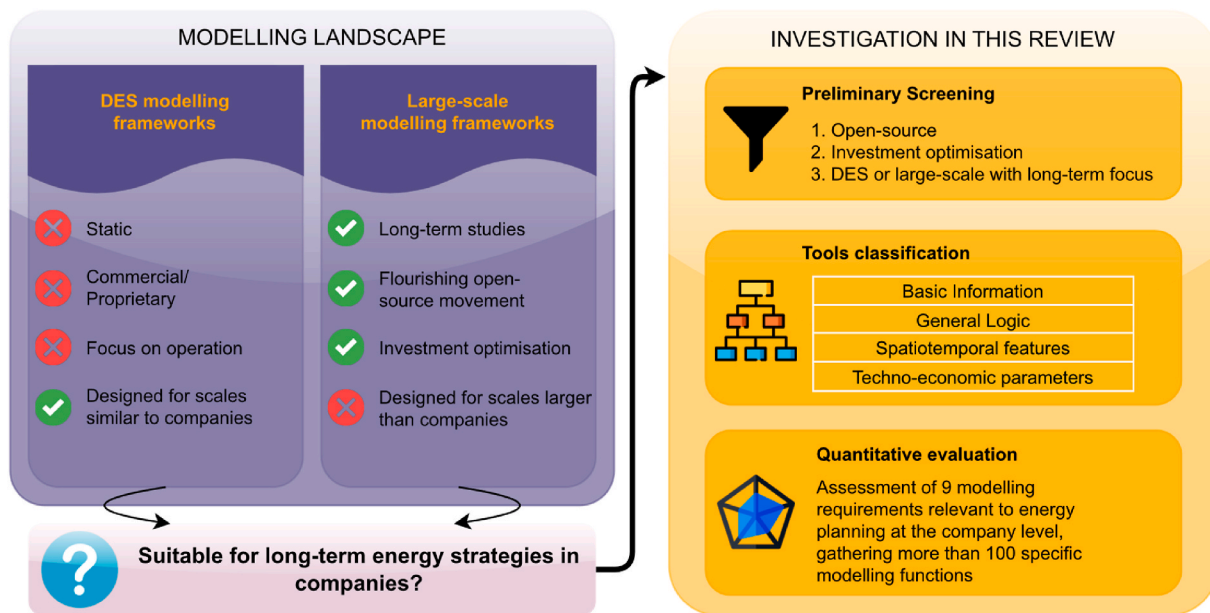 MODELLING LANDSCAPE
DES modelling
frameworks
Static
Commercial/
Proprietary
Focus on operation
Designed for scales
similar to companies
Large-scale
modelling frameworks
Long-term studies
Flourishing open-
source movement
Investment optimisation
Designed for scales larger
than companies
?
Suitable for long-term energy strategies in
companies?
INVESTIGATION IN THIS REVIEW
Preliminary Screening
1. Open-source
2. Investment optimisation
3. DES or large-scale with long-term focus
Tools classification
Basic Information
General Logic
Spatiotemporal features
Techno-economic parameters
Quantitative evaluation
Assessment of 9 modelling
requirements relevant to energy
planning at the company level,
gathering more than 100 specific
modelling functions